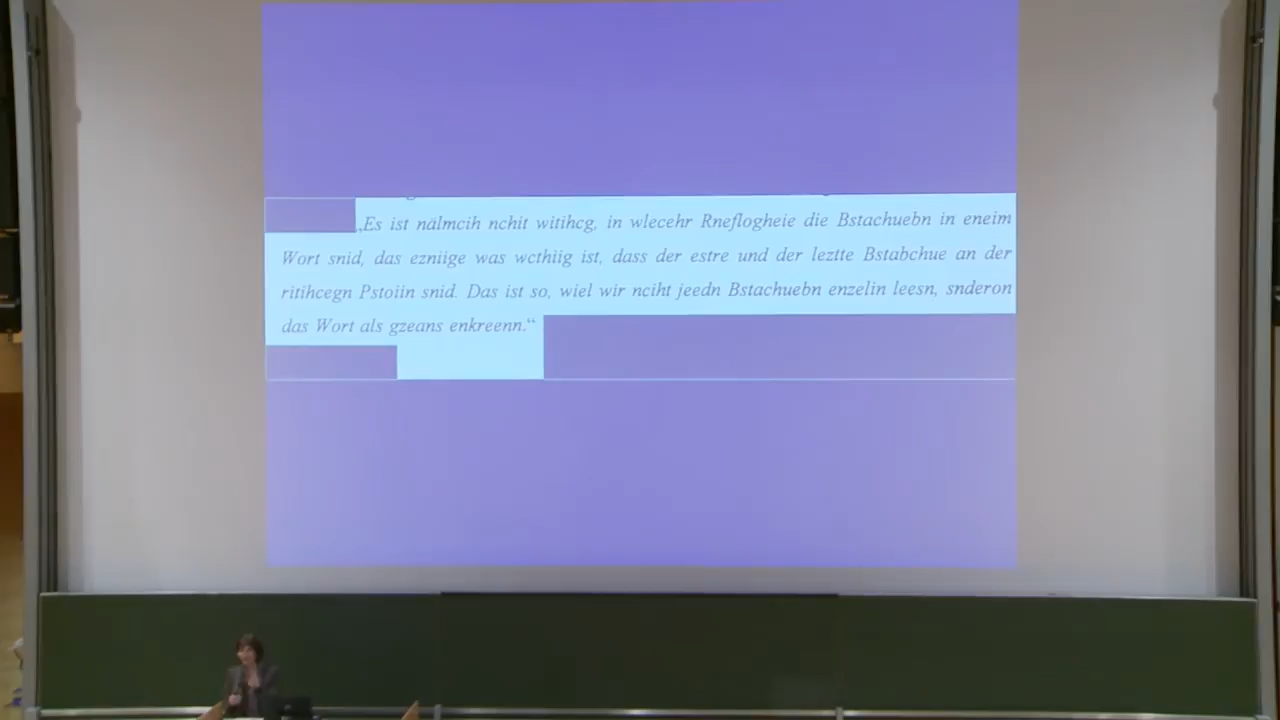 „Es ist nälmcih nchit witihcg, in wlecehr Rneflogheie die Bstachuebn in eneim
Wort snid, das ezniige was wcthiig ist, dass der estre und der leztte Bstabchue an der
ritihcegn Pstoiin snid. Das ist so, wiel wir nciht jeedn Bstachuebn enzelin leesn, snderon
das Wort als gzeans enkreenn.“